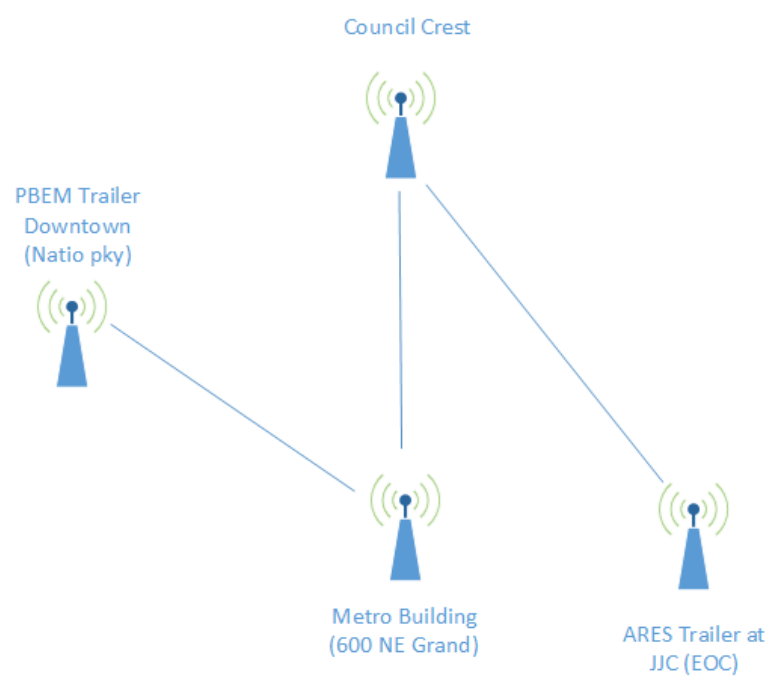 Council Crest
PBEM Trailer
Downtown
(Natio pky)
Metro Building
(600 NE Grand)
ARES Trailer at
JJC (EOC)